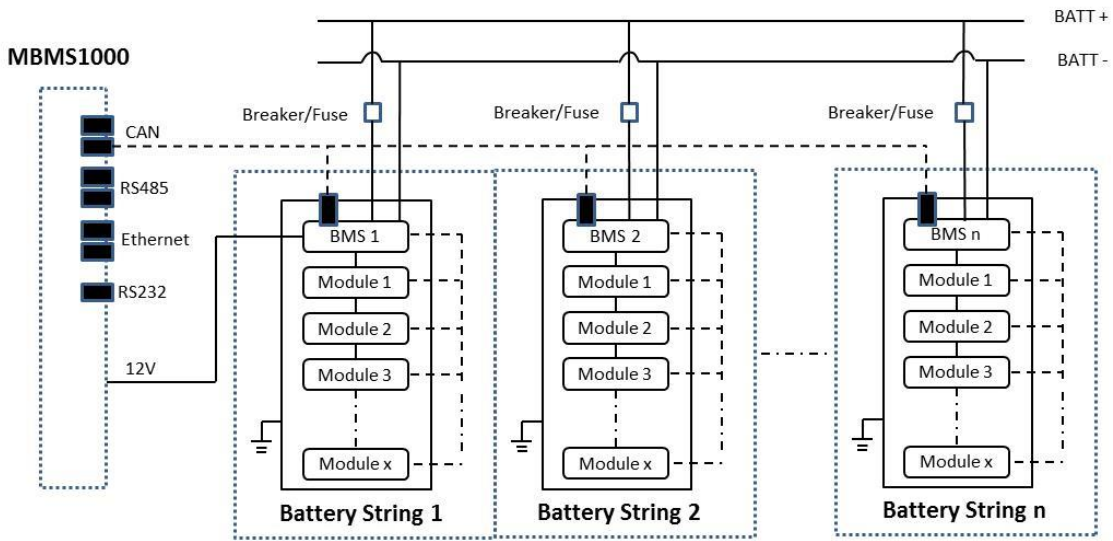 BATT +
MBMS1000
BATT -
Breaker/Fuse
Breaker/Fuse
Breaker/Fuse
CAN
RS485
Ethernet
RS232
12V
BMS 1
Module 1
Module 2
Module 3
Module x
Battery String 1
BMS 2
Module 1
Module 2
Module 3
Module x
Battery String 2
BMS n
Module 1
Module 2
Module 3
Module x
Battery String n